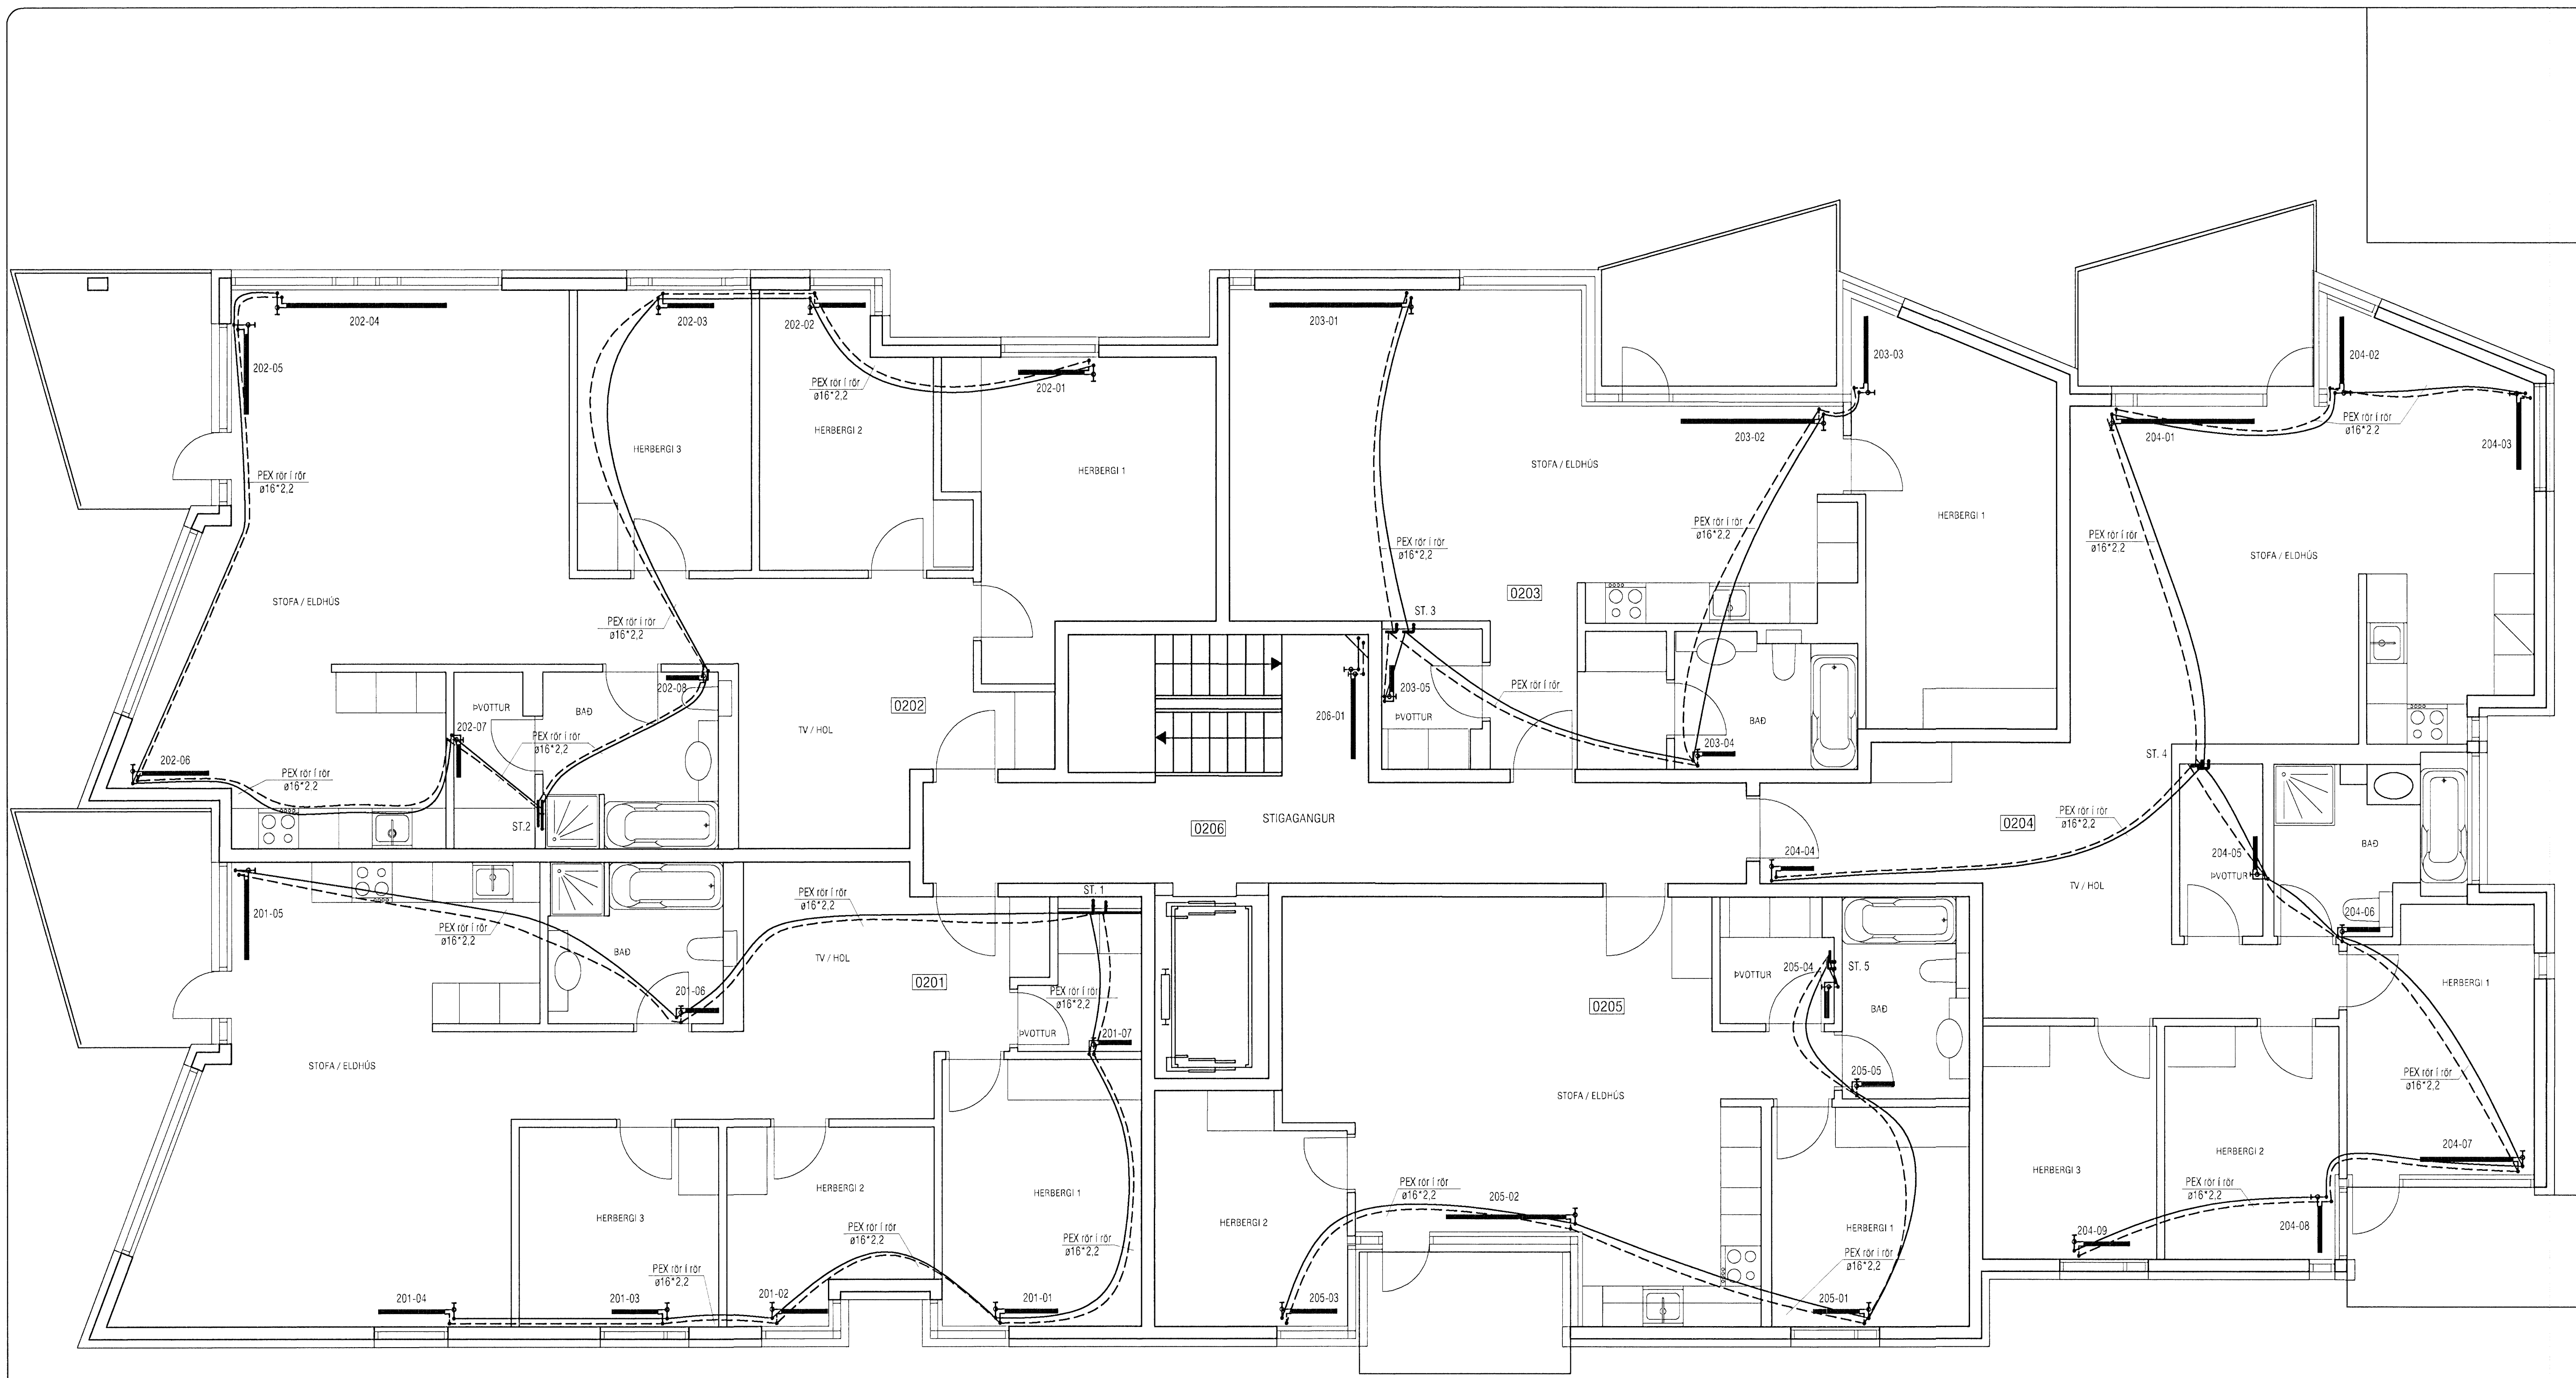 202-04
202-03
202-02
203-01
202-05
PEX rör í rör
ø16*2,2
202-01
203-03
204-02
HERBERGI 2
HERBERGI 3
HERBERGI 1
203-02
PEX rör í rör
ø16*2,2
204-01
204-03
STOFA / ELDHÚS
PEX rör í rör
ø16*2,2
PEX rör í rör
ø16*2,2
HERBERGI 1
PEX rör í rör
ø16*2,2
PEX rör í rör
ø16*2,2
STOFA / ELDHÚS
0203
STOFA / ELDHÚS
ST. 3
PEX rör í rör
ø16*2,2
202-08
203-05
PEX rör í rör
ÞVOTTUR
BAÐ
0202
206-01
ÞVOTTUR
BAÐ
202-07
TV / HOL
PEX rör í rör
ø16*2,2
203-04
ST. 4
202-06
PEX rör í rör
ø16*2,2
ST.2
0206
STIGAGANGUR
0204
PEX rör í rör
ø16*2,2
BAÐ
204-04
204-05
ÞVOTTUR
TV / HOL
201-05
PEX rör í rör
ø16*2,2
ST. 1
PEX rör í rör
ø16*2,2
204-06
BAÐ
TV / HOL
0201
ÞVOTTUR
205-04
ST. 5
HERBERGI 1
201-06
PEX rör í rör
ø16*2,2
0205
BAÐ
ÞVOTTUR
201-07
STOFA / ELDHÚS
205-05
PEX rör í rör
ø16*2,2
STOFA / ELDHÚS
204-07
HERBERGI 2
HERBERGI 3
HERBERGI 2
HERBERGI 1
PEX rör í rör
ø16*2,2
205-02
PEX rör í rör
ø16*2,2
HERBERGI 3
HERBERGI 2
HERBERGI 1
PEX rör í rör
ø16*2,2
204-09
204-08
PEX rör í rör
ø16*2,2
PEX rör í rör
ø16*2,2
PEX rör í rör
ø16*2,2
201-04
201-03
201-02
201-01
205-03
205-01